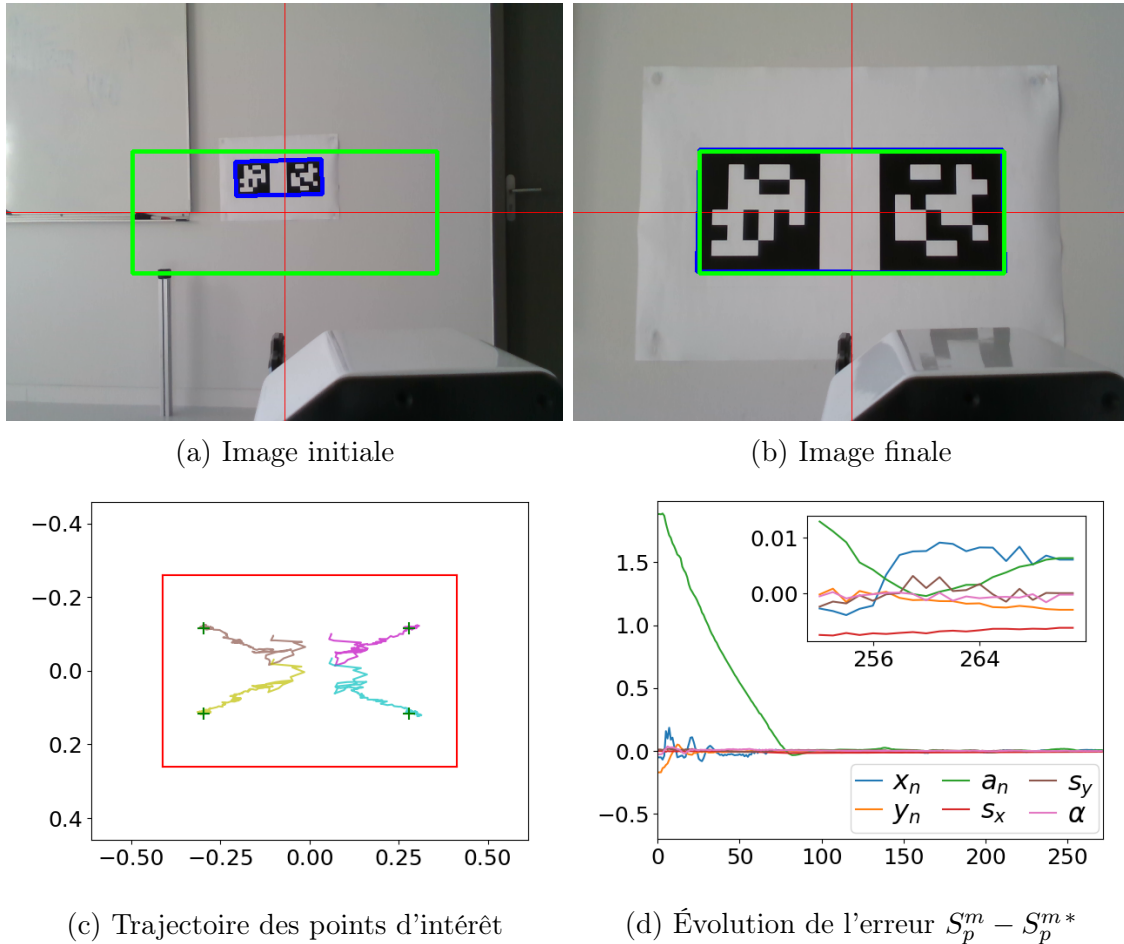 (a) Image initiale
(b) Image finale
−0.4
−0.2
0.0
0.2
0.4
−0.50 −0.25 0.00 0.25 0.50
(c) Trajectoire des points d'intérêt
1.5
1.0
0.5
0.0
−0.5
0 50 100 150 200 250
0.01
0.00
256 264
x_n a_n s_y
y_n s_x α
(d) Évolution de l'erreur S_p^m − S_p^{m*}